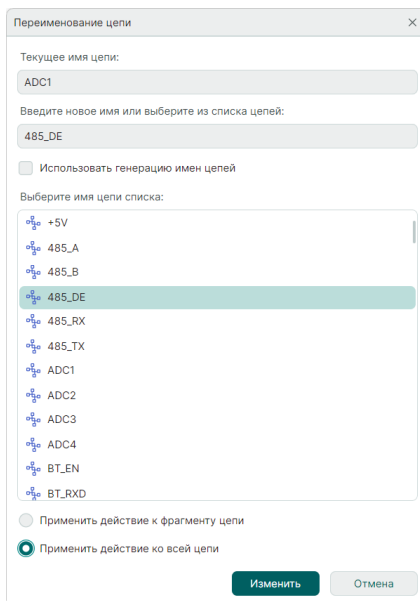 Переименование цепи
Текущее имя цепи:
ADC1
Введите новое имя или выберите из списка цепей:
485_DE
Использовать генерацию имен цепей
Выберите имя цепи списка:
+5V
485_A
485_B
485_DE
485_RX
485_TX
ADC1
ADC2
ADC3
ADC4
BT_EN
BT_RXD
Применить действие к фрагменту цепи
Применить действие ко всей цепи
Изменить Отмена